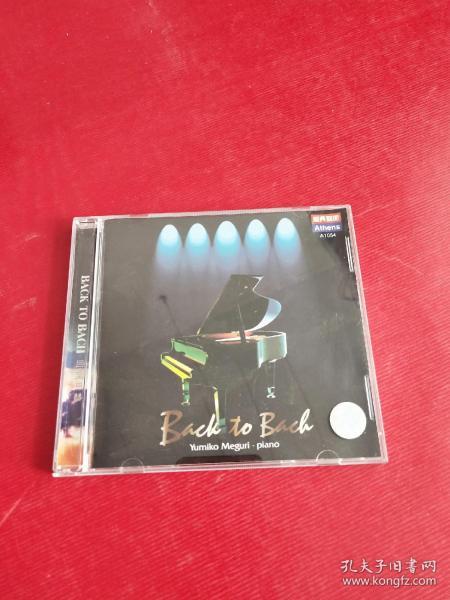 Athens
A1054
BACK TO BACH
Back to Bach
Yumiko Meguri · piano
孔夫子旧书网
www.kongfz.com